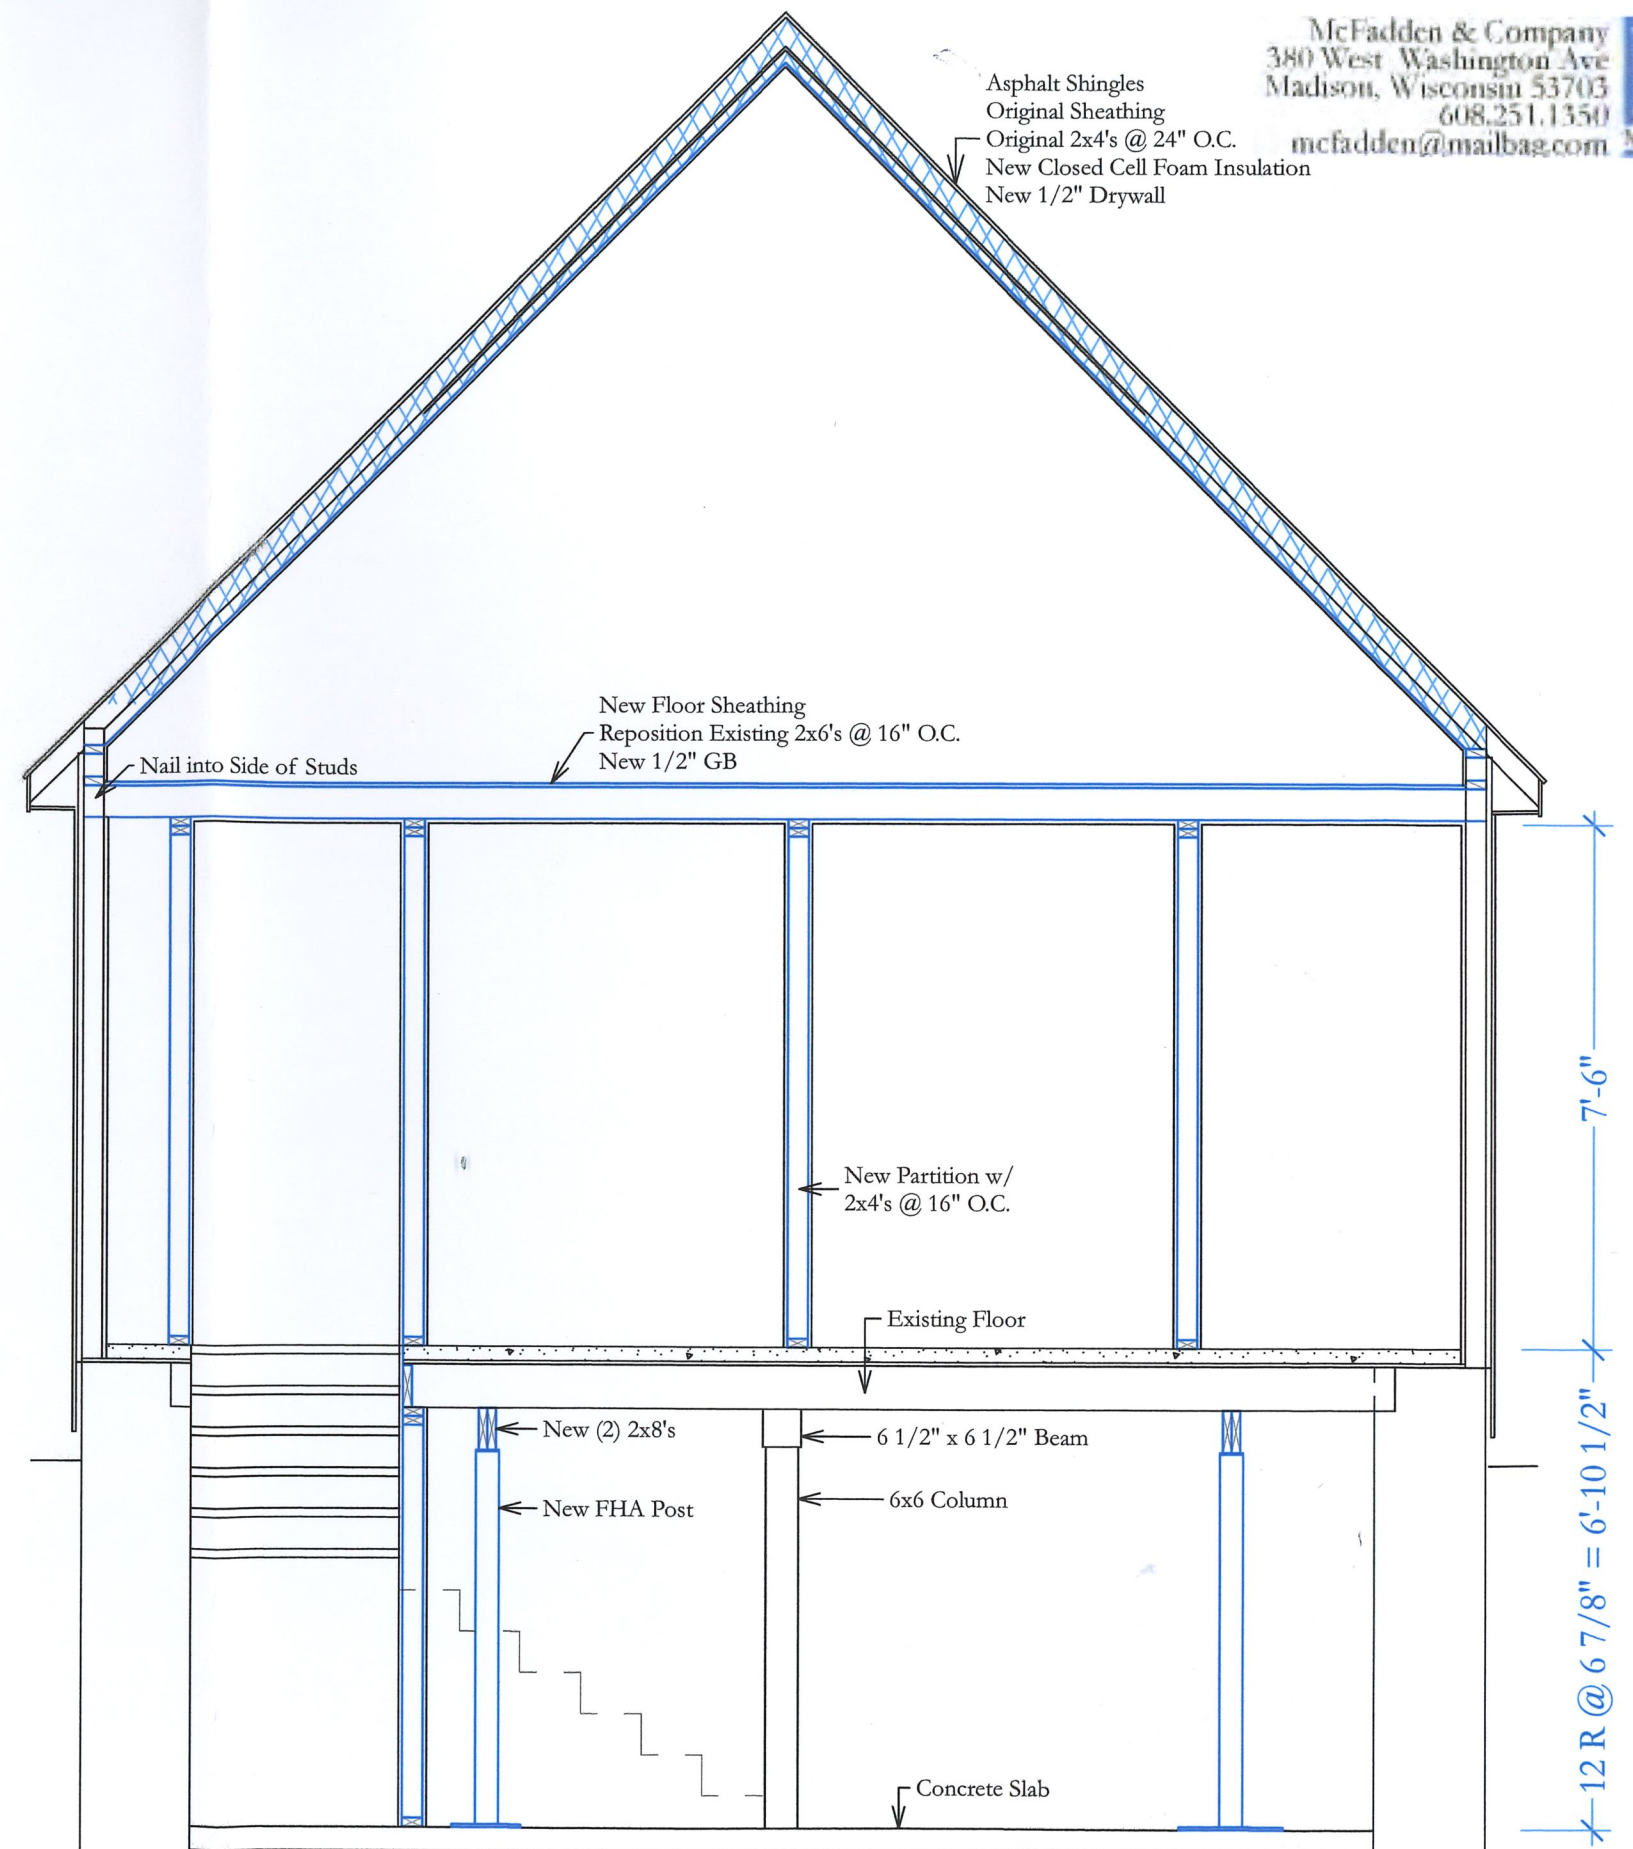 McFadden & Company
380 West Washington Ave
Madison, Wisconsin 53703
608.251.1350
mcfadden@mailbag.com
Asphalt Shingles
Original Sheathing
Original 2x4's @ 24" O.C.
New Closed Cell Foam Insulation
New 1/2" Drywall
New Floor Sheathing
Reposition Existing 2x6's @ 16" O.C.
New 1/2" GB
Nail into Side of Studs
7'-6"
New Partition w/
2x4's @ 16" O.C.
Existing Floor
New (2) 2x8's
6 1/2" x 6 1/2" Beam
6x6 Column
New FHA Post
12 R @ 6 7/8" = 6'-10 1/2"
Concrete Slab